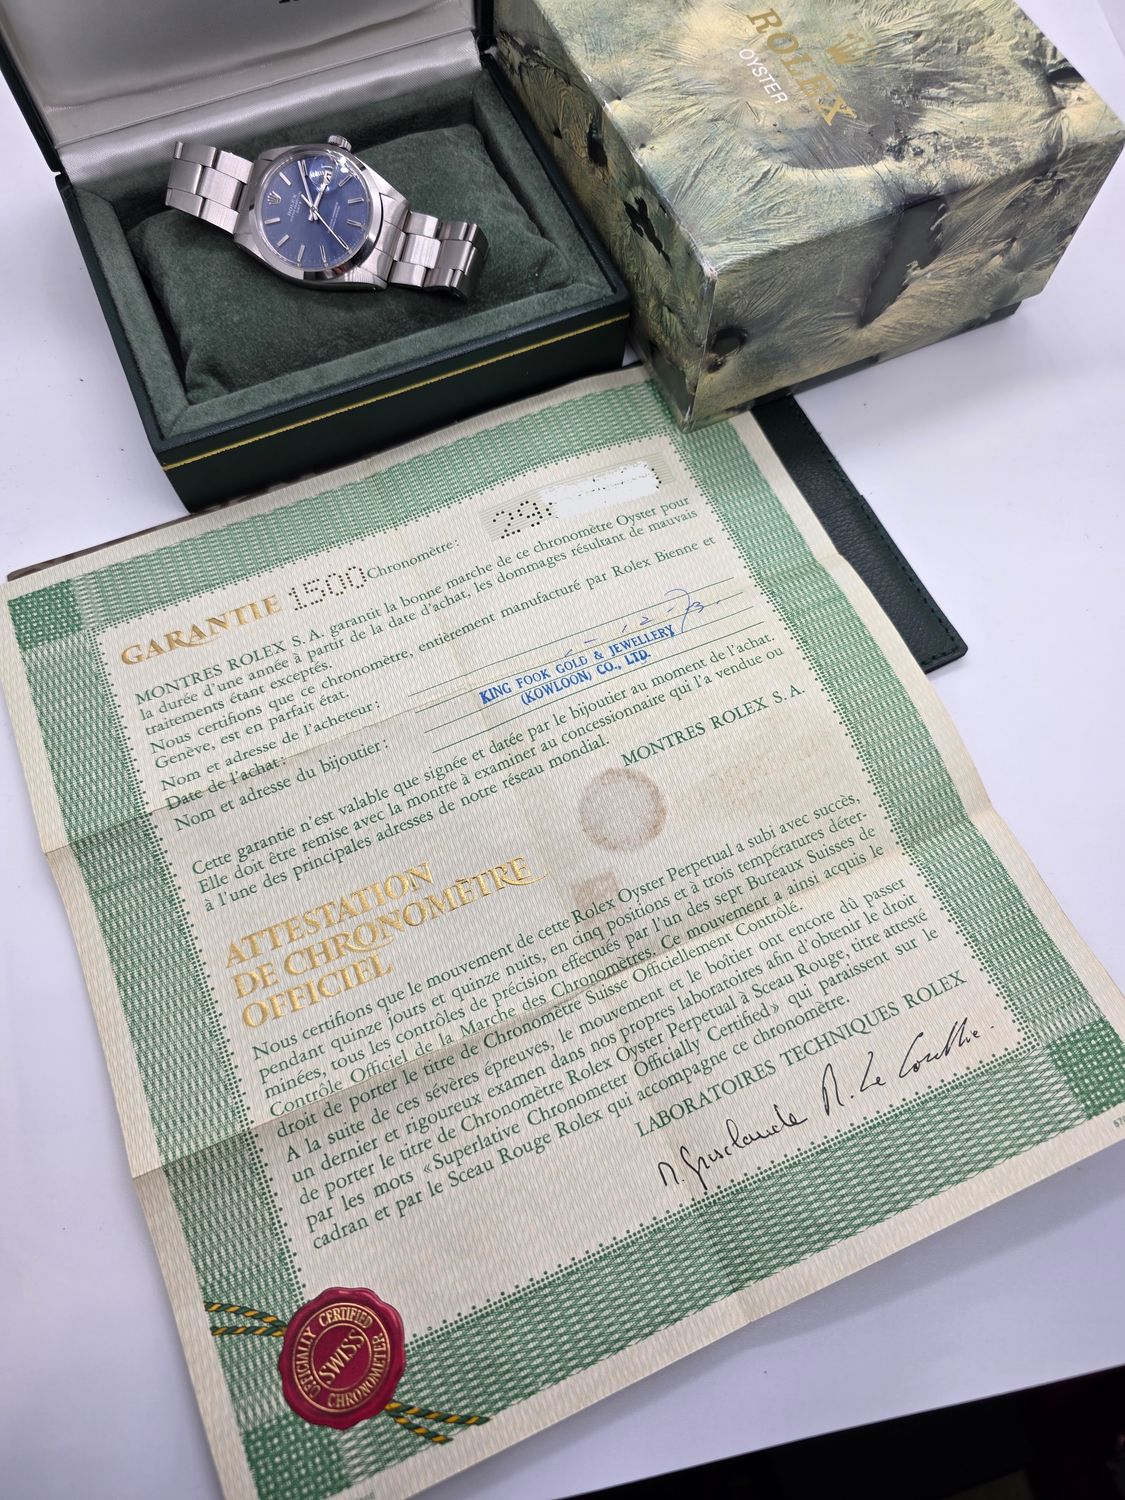 ROLEX
OYSTER
ROLEX
29
GARANTIE 1500 Chronomètre:
MONTRES ROLEX S. A. garantit la bonne marche de ce chronomètre Oyster pour
la durée d'une année à partir de la date d'achat, les dommages résultant de mauvais
traitements étant exceptés.
Nous certifions que ce chronomètre, entièrement manufacturé par Rolex Bienne et
Genève, est en parfait état.
Nom et adresse de l'acheteur:
Date de l'achat:
Nom et adresse du bijoutier:
KING FOOK GOLD & JEWELLERY
(KOWLOON) CO., LTD.
Cette garantie n'est valable que signée et datée par le bijoutier au moment de l'achat.
Elle doit être remise avec la montre à examiner au concessionnaire qui l'a vendue ou
à l'une des principales adresses de notre réseau mondial.
MONTRES ROLEX S. A.
ATTESTATION
DE CHRONOMÈTRE
OFFICIEL
Nous certifions que le mouvement de cette Rolex Oyster Perpetual a subi avec succès,
pendant quinze jours et quinze nuits, en cinq positions et à trois températures déter-
minées, tous les contrôles de précision effectués par l'un des sept Bureaux Suisses de
Contrôle Officiel de la Marche des Chronomètres. Ce mouvement a ainsi acquis le
droit de porter le titre de Chronomètre Suisse Officiellement Contrôlé.
A la suite de ces sévères épreuves, le mouvement et le boîtier ont encore dû passer
un dernier et rigoureux examen dans nos propres laboratoires afin d'obtenir le droit
de porter le titre de Chronomètre Rolex Oyster Perpetual à Sceau Rouge, titre attesté
par les mots «Superlative Chronometer Officially Certified» qui paraissent sur le
cadran et par le Sceau Rouge Rolex qui accompagne ce chronomètre.
LABORATOIRES TECHNIQUES ROLEX
OFFICIALLY CERTIFIED
SWISS
CHRONOMETER